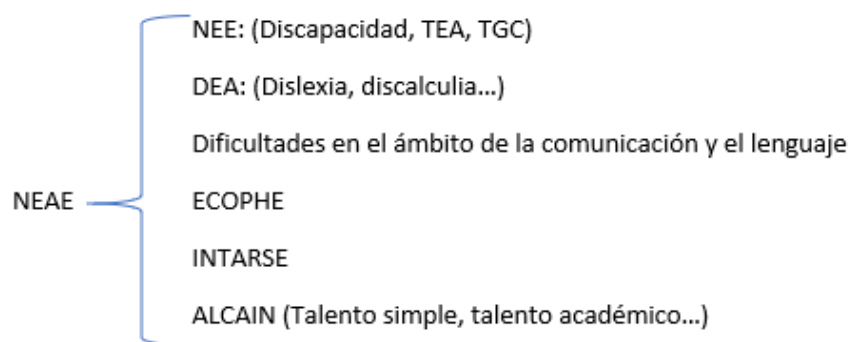 NEE: (Discapacidad, TEA, TGC)
DEA: (Dislexia, discalculia...)
Dificultades en el ámbito de la comunicación y el lenguaje
NEAE
ECOPHE
INTARSE
ALCAIN (Talento simple, talento académico...)